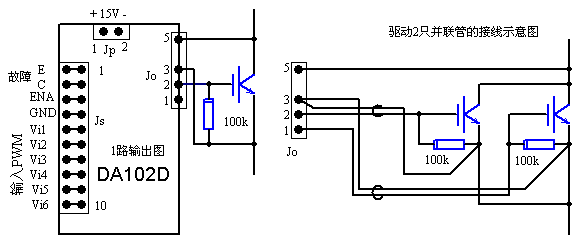 + 15V -
1 Jp 2
故障
E
C
ENA
GND
Vi1
Vi2
Vi3
Vi4
Vi5
Vi6
输入PWM
1
Js
10
1路输出图
DA102D
Jo
5
3
2
1
100k
驱动2只并联管的接线示意图
5
3
2
1
Jo
100k
100k